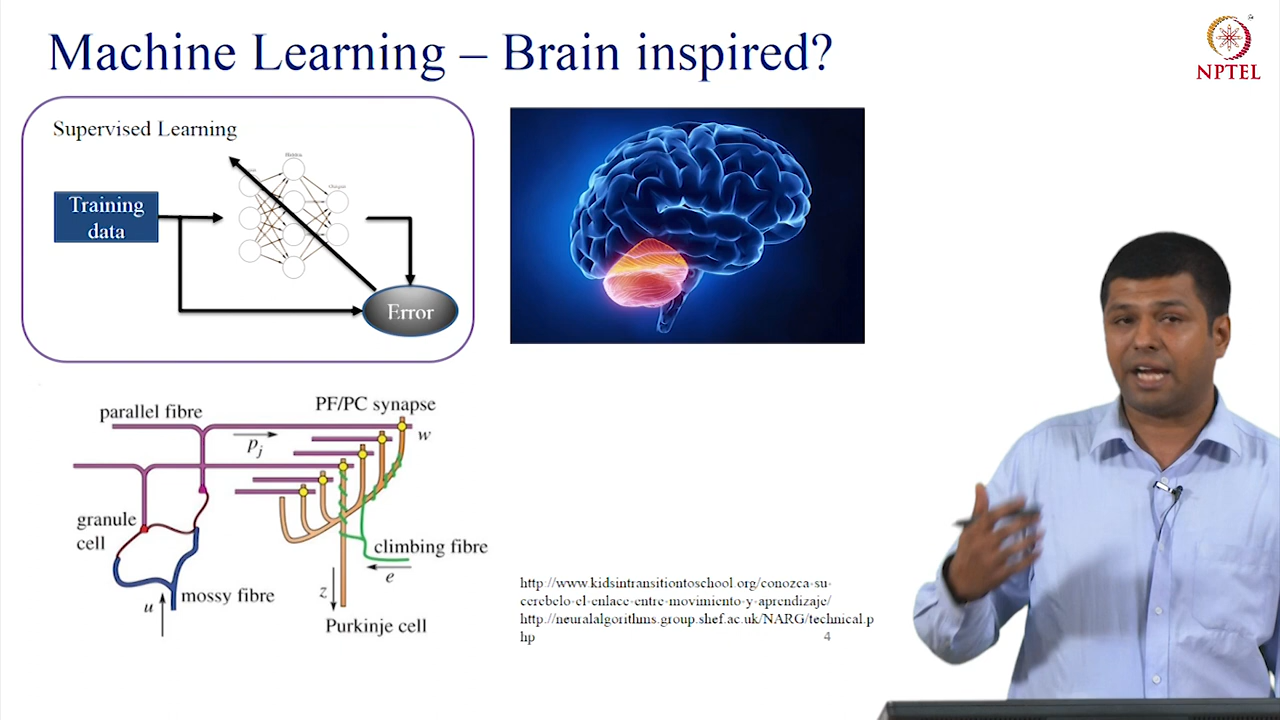 Machine Learning – Brain inspired?
NPTEL
Supervised Learning
Training
data
Error
parallel fibre
PF/PC synapse
p_j
w
granule
cell
climbing fibre
e
mossy fibre
u
z
Purkinje cell
http://www.kidsintransitiontoschool.org/conozca-su-
cerebelo-el-enlace-entre-movimiento-y-aprendizaje/
http://neuralalgorithms.group.shef.ac.uk/NARG/technical.p
hp
4